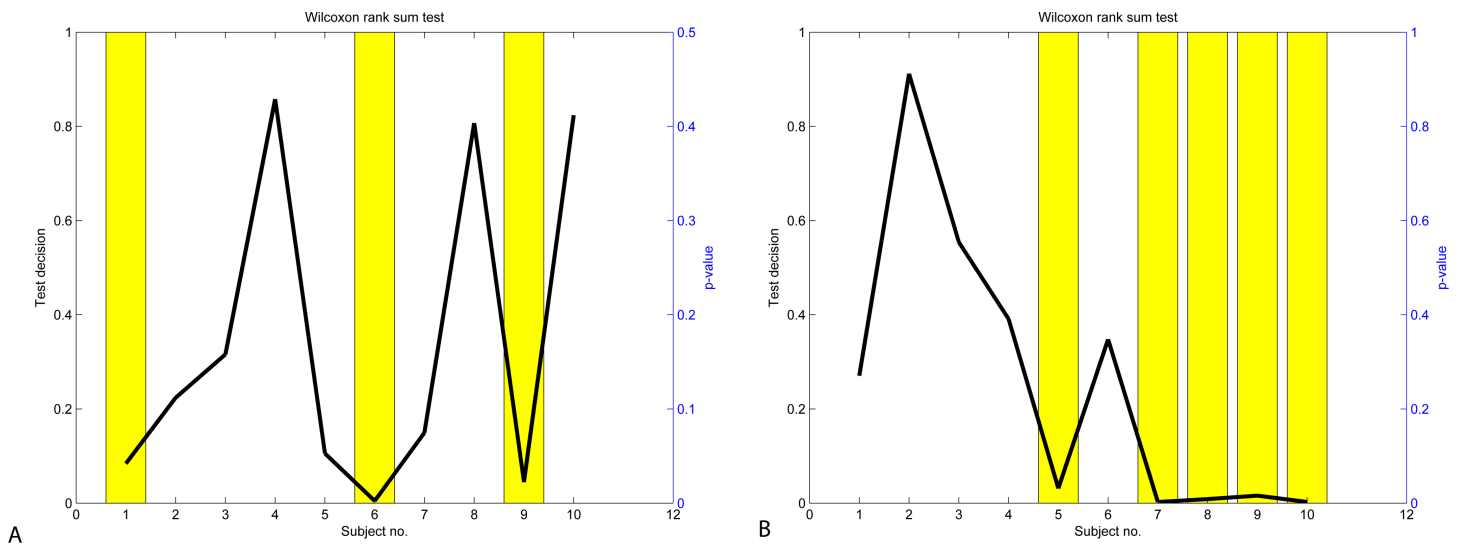 Wilcoxon rank sum test
1
0.8
0.6
0.4
0.2
0
0.5
0.4
0.3
0.2
0.1
0
Test decision
p-value
0 1 2 3 4 5 6 7 8 9 10 12
Subject no.
A
Wilcoxon rank sum test
1
0.8
0.6
0.4
0.2
0
1
0.8
0.6
0.4
0.2
0
Test decision
p-value
0 1 2 3 4 5 6 7 8 9 10 12
Subject no.
B